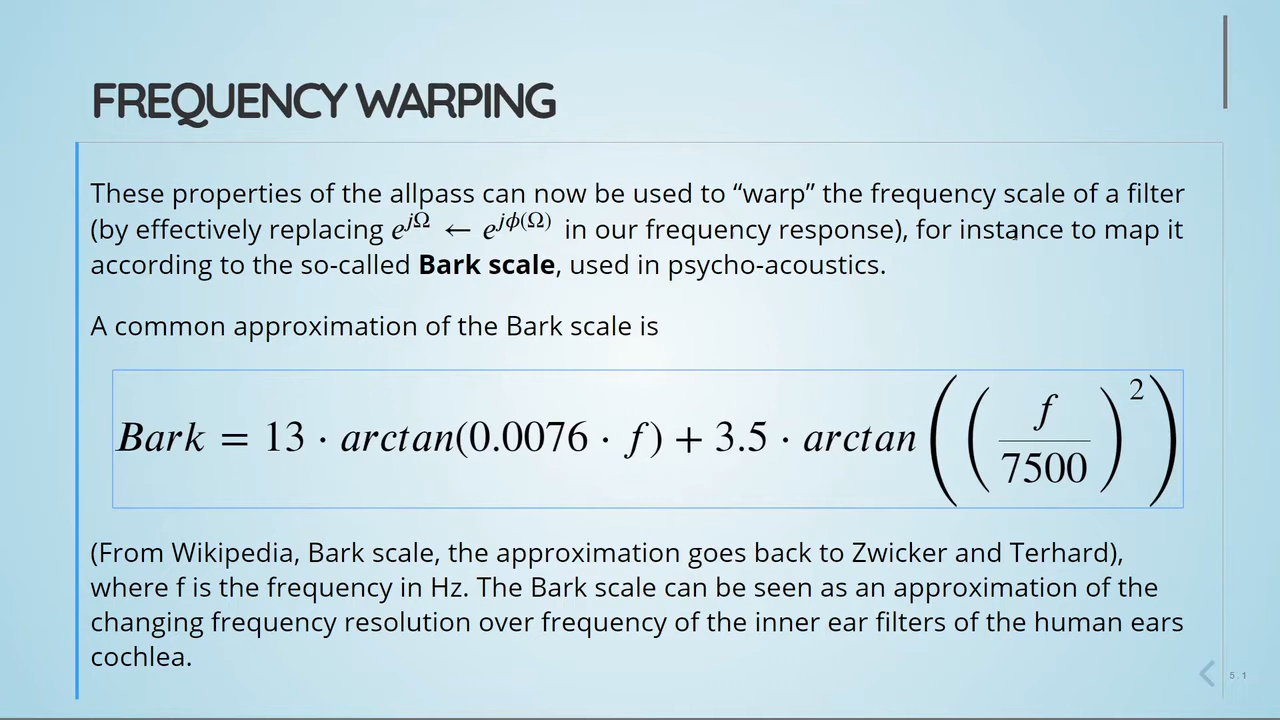 FREQUENCY WARPING
These properties of the allpass can now be used to “warp” the frequency scale of a filter
(by effectively replacing e^{jΩ} ← e^{jϕ(Ω)} in our frequency response), for instance to map it
according to the so-called Bark scale, used in psycho-acoustics.
A common approximation of the Bark scale is
Bark = 13 · arctan(0.0076 · f) + 3.5 · arctan((f/7500)^2)
(From Wikipedia, Bark scale, the approximation goes back to Zwicker and Terhard),
where f is the frequency in Hz. The Bark scale can be seen as an approximation of the
changing frequency resolution over frequency of the inner ear filters of the human ears
cochlea.
5.1